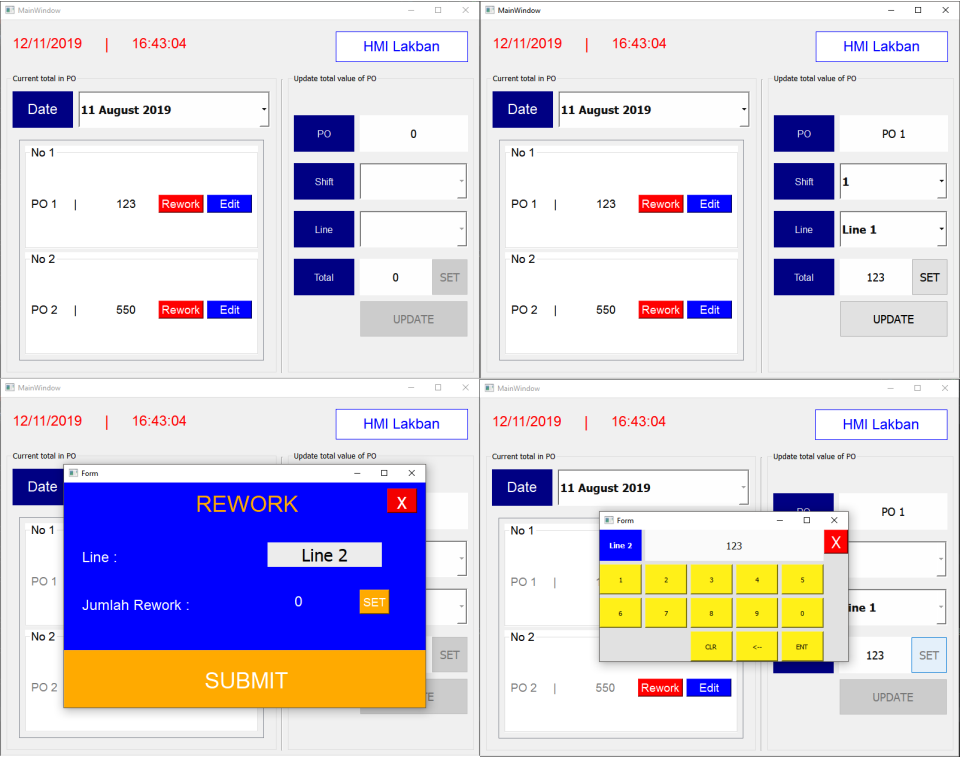 MainWindow
12/11/2019 | 16:43:04
HMI Lakban
Current total in PO
Date
11 August 2019
No 1
PO 1 | 123 Rework Edit
No 2
PO 2 | 550 Rework Edit
Update total value of PO
PO 0
Shift
Line
Total 0 SET
UPDATE
MainWindow
12/11/2019 | 16:43:04
HMI Lakban
Current total in PO
Date
11 August 2019
No 1
PO 1 | 123 Rework Edit
No 2
PO 2 | 550 Rework Edit
Update total value of PO
PO PO 1
Shift 1
Line Line 1
Total 123 SET
UPDATE
MainWindow
12/11/2019 | 16:43:04
HMI Lakban
Current total in PO
Update total value of PO
Date
No 1
PO 1
No 2
PO 2
Form
REWORK
X
Line : Line 2
Jumlah Rework : 0 SET
SUBMIT
SET
MainWindow
12/11/2019 | 16:43:04
HMI Lakban
Current total in PO
Date
11 August 2019
No 1
PO 1 |
No 2
PO 2 | 550 Rework Edit
Update total value of PO
PO 1
Line 1
123 SET
UPDATE
Form
Line 2 123 X
1 2 3 4 5
6 7 8 9 0
CLR <-- ENT